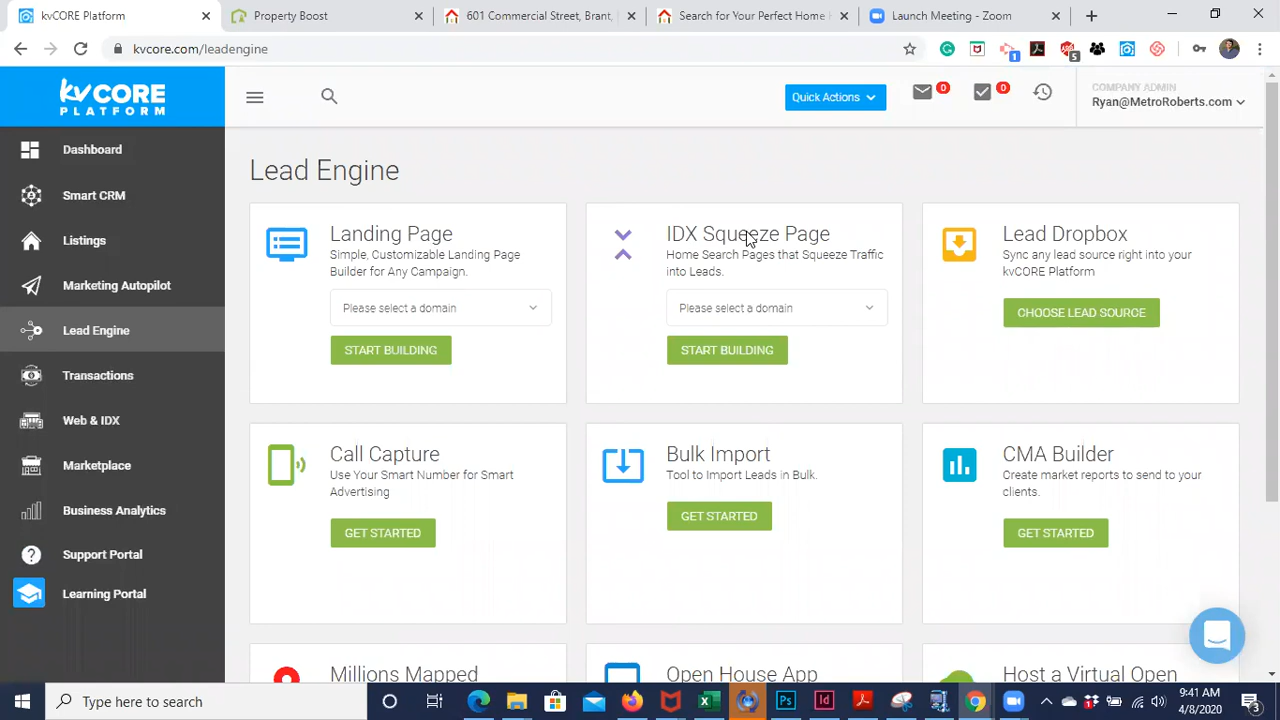 kvCORE Platform
Property Boost
601 Commercial Street, Brant,
Search for Your Perfect Home
Launch Meeting - Zoom
kvcore.com/leadengine
1
5
kvCORE
PLATFORM
Quick Actions
0
0
COMPANY ADMIN
Ryan@MetroRoberts.com
Dashboard
Smart CRM
Listings
Marketing Autopilot
Lead Engine
Transactions
Web & IDX
Marketplace
Business Analytics
Support Portal
Learning Portal
Lead Engine
Landing Page
Simple, Customizable Landing Page
Builder for Any Campaign.
Please select a domain
START BUILDING
IDX Squeeze Page
Home Search Pages that Squeeze Traffic
into Leads.
Please select a domain
START BUILDING
Lead Dropbox
Sync any lead source right into your
kvCORE Platform
CHOOSE LEAD SOURCE
Call Capture
Use Your Smart Number for Smart
Advertising
GET STARTED
Bulk Import
Tool to Import Leads in Bulk.
GET STARTED
CMA Builder
Create market reports to send to your
clients.
GET STARTED
Millions Mapped
Open House App
Host a Virtual Open
Type here to search
9:41 AM
4/8/2020
3